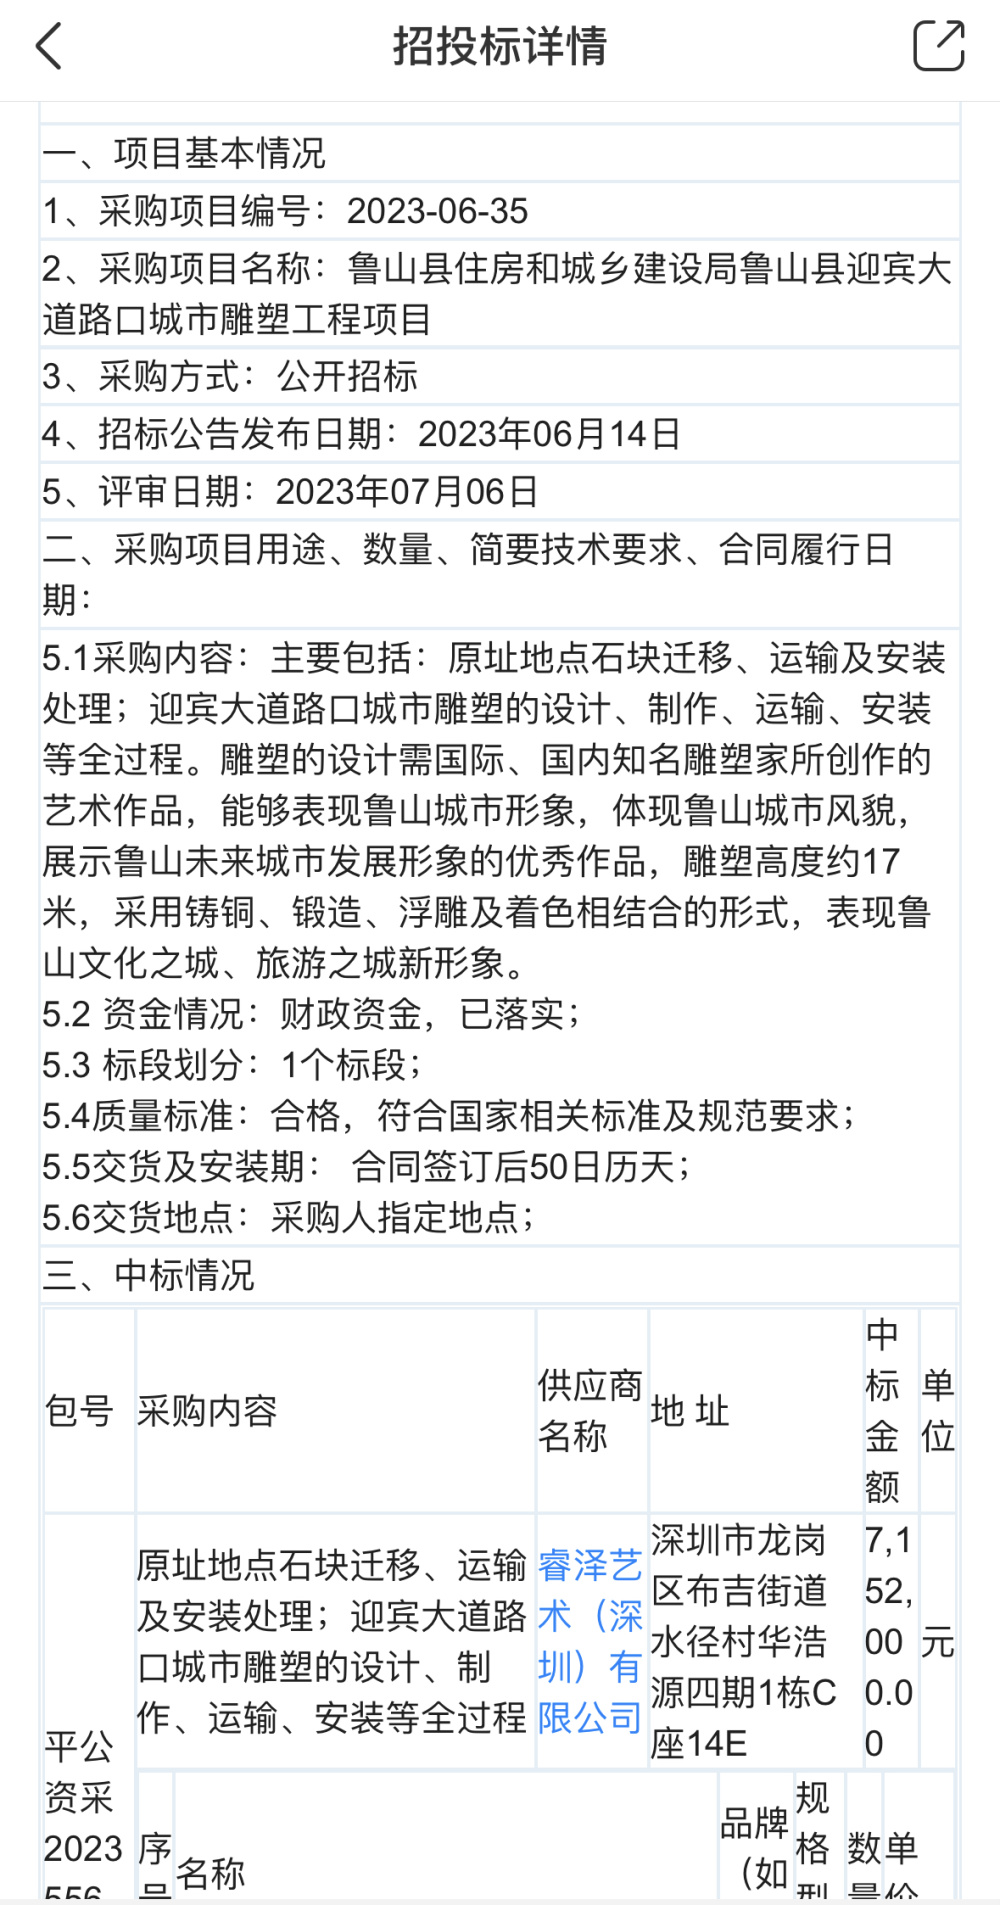 招投标详情
一、项目基本情况
1、采购项目编号：2023-06-35
2、采购项目名称：鲁山县住房和城乡建设局鲁山县迎宾大
道路口城市雕塑工程项目
3、采购方式：公开招标
4、招标公告发布日期：2023年06月14日
5、评审日期：2023年07月06日
二、采购项目用途、数量、简要技术要求、合同履行日
期：
5.1采购内容：主要包括：原址地点石块迁移、运输及安装
处理；迎宾大道路口城市雕塑的设计、制作、运输、安装
等全过程。雕塑的设计需国际、国内知名雕塑家所创作的
艺术作品，能够表现鲁山城市形象，体现鲁山城市风貌，
展示鲁山未来城市发展形象的优秀作品，雕塑高度约17
米，采用铸铜、锻造、浮雕及着色相结合的形式，表现鲁
山文化之城、旅游之城新形象。
5.2 资金情况：财政资金，已落实；
5.3 标段划分：1个标段；
5.4质量标准：合格，符合国家相关标准及规范要求；
5.5交货及安装期： 合同签订后50日历天；
5.6交货地点：采购人指定地点；
三、中标情况
包号
采购内容
供应商
名称
地 址
中
标
金
额
单
位
原址地点石块迁移、运输
及安装处理；迎宾大道路
口城市雕塑的设计、制
作、运输、安装等全过程
睿泽艺
术（深
圳）有
限公司
深圳市龙岗
区布吉街道
水径村华浩
源四期1栋C
座14E
7,1
52,
00
0.0
0
元
平公
资采
2023
556
序
号
名称
品牌
（如
规
格
型
数
量
单
价